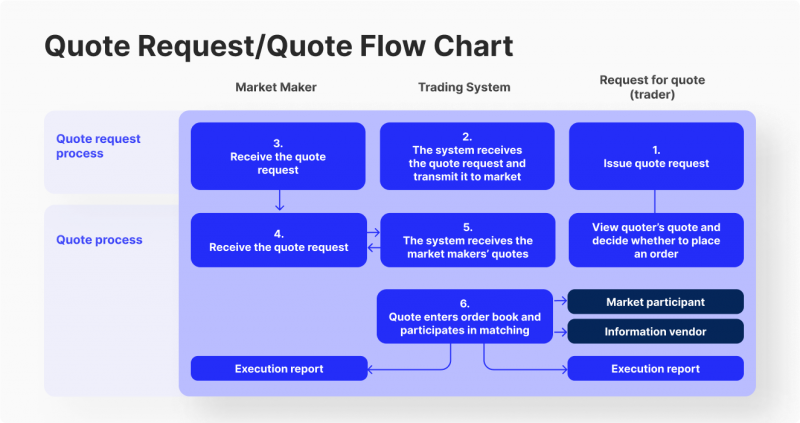 Quote Request/Quote Flow Chart
Market Maker
Trading System
Request for quote
(trader)
Quote request
process
3.
Receive the quote
request
2.
The system receives
the quote request and
transmit it to market
1.
Issue quote request
Quote process
4.
Receive the quote request
5.
The system receives the
market makers’ quotes
View quoter’s quote and
decide whether to place
an order
6.
Quote enters order book and
participates in matching
Market participant
Information vendor
Execution report
Execution report